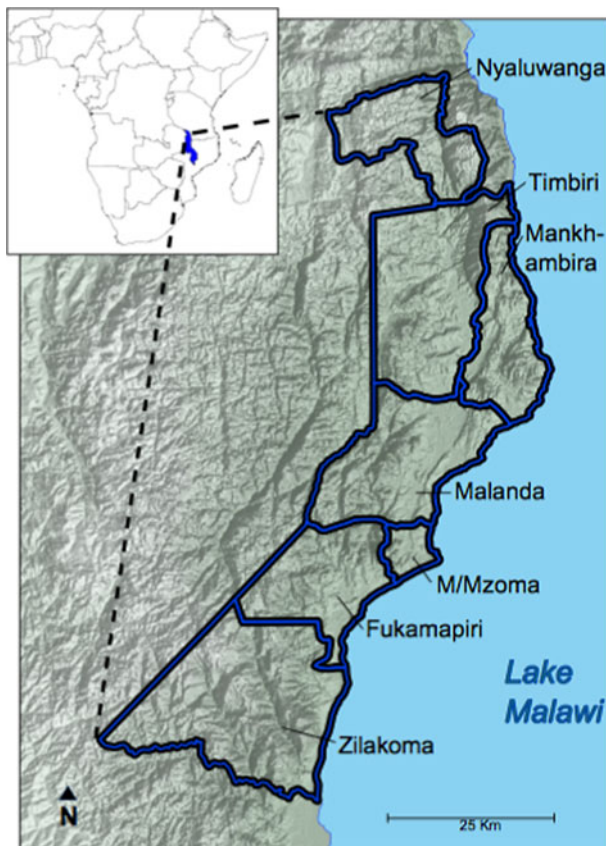 Nyaluwanga
Timbiri
Mankh-
ambira
Malanda
M/Mzoma
Fukamapiri
Lake
Malawi
Zilakoma
N
25 Km